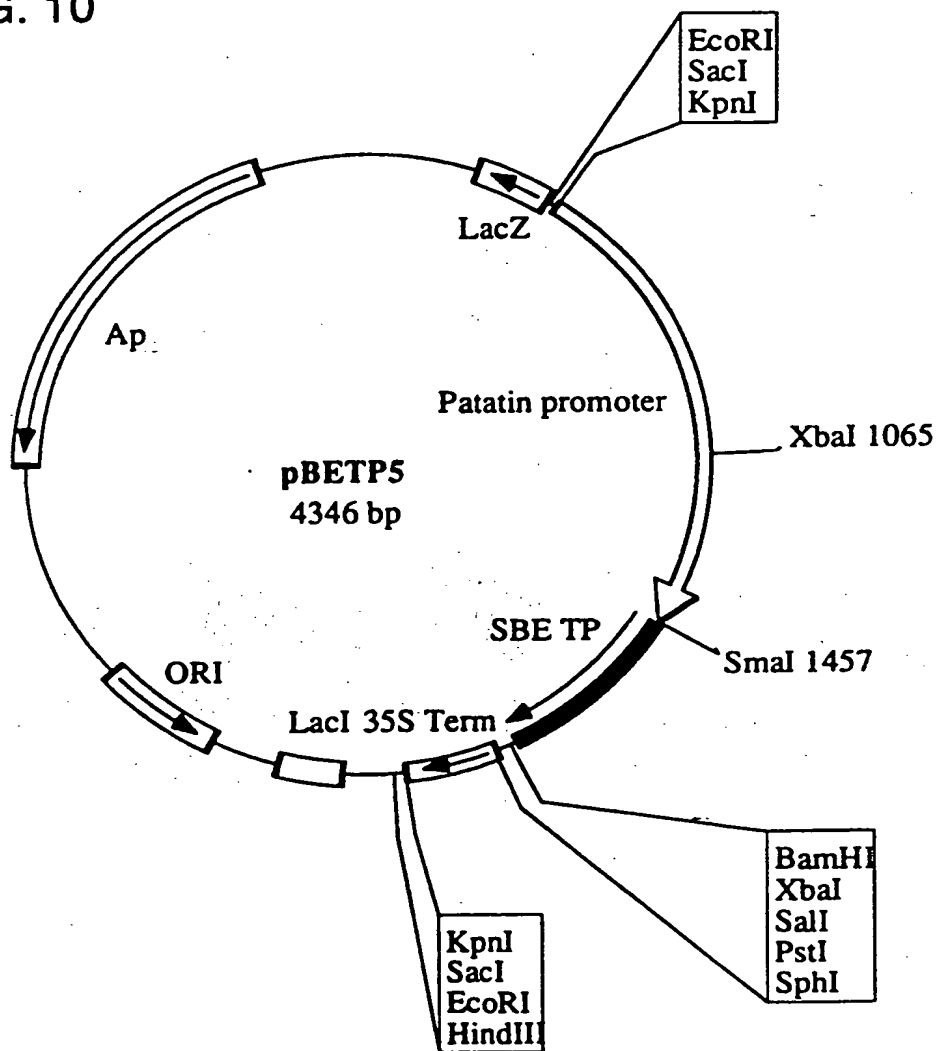 G. 10
EcoRI
SacI
KpnI
LacZ
Ap
Patatin promoter
XbaI 1065
pBETP5
4346 bp
SBE TP
SmaI 1457
ORI
LacI 35S Term
BamHI
XbaI
SalI
PstI
SphI
KpnI
SacI
EcoRI
HindIII